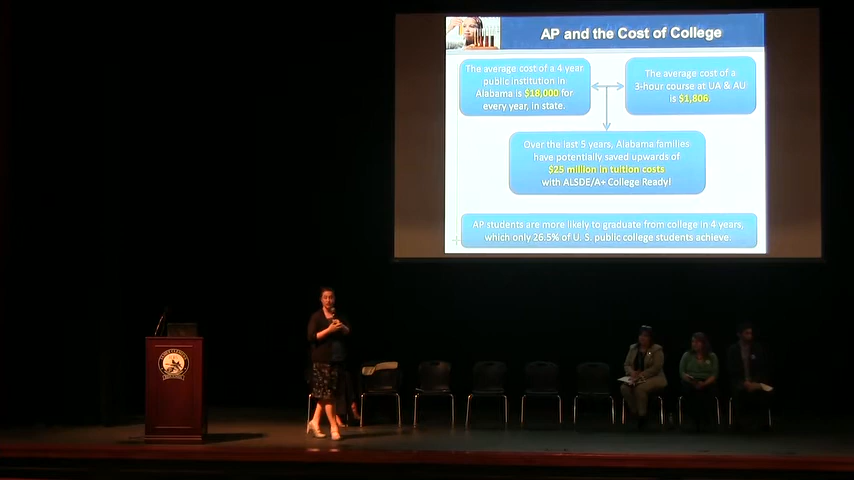 AP and the Cost of College
The average cost of a 4 year
public institution in
Alabama is $18,000 for
every year, in state.
The average cost of a
3-hour course at UA & AU
is $1,806.
Over the last 5 years, Alabama families
have potentially saved upwards of
$25 million in tuition costs
with ALSDE/A+ College Ready!
AP students are more likely to graduate from college in 4 years,
which only 26.5% of U. S. public college students achieve.